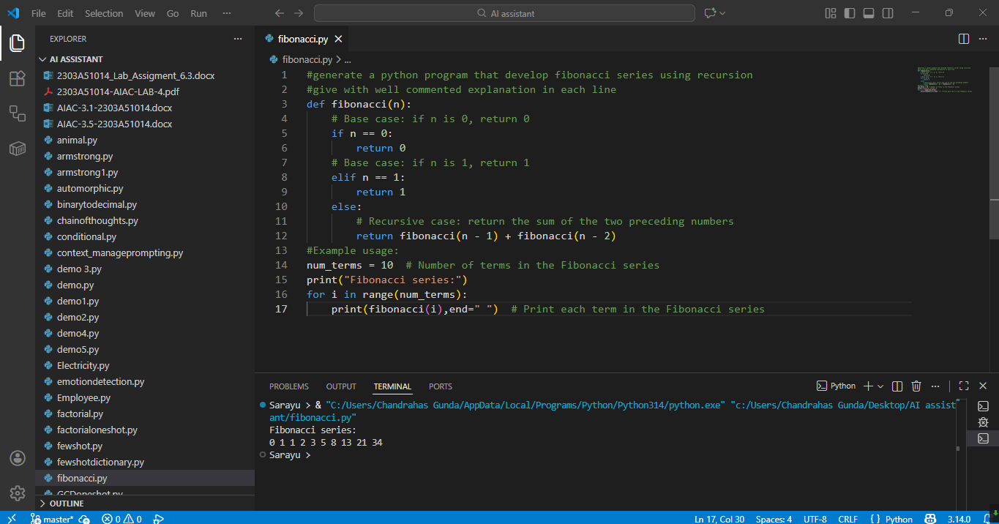 File Edit Selection View Go Run ···
AI assistant
EXPLORER ···
AI ASSISTANT
2303A51014_Lab_Assigment_6.3.docx
2303A51014-AIAC-LAB-4.pdf
AIAC-3.1-2303A51014.docx
AIAC-3.5-2303A51014.docx
animal.py
armstrong.py
armstrong1.py
automorphic.py
binarytodecimal.py
chainofthoughts.py
conditional.py
context_manageprompting.py
demo 3.py
demo.py
demo1.py
demo2.py
demo4.py
demo5.py
Electricity.py
emotiondetection.py
Employee.py
factorial.py
factorialoneshot.py
fewshot.py
fewshotdictionary.py
fibonacci.py
GCDoneshot.py
OUTLINE
fibonacci.py
fibonacci.py > ...
1 #generate a python program that develop fibonacci series using recursion
2 #give with well commented explanation in each line
3 def fibonacci(n):
4     # Base case: if n is 0, return 0
5     if n == 0:
6         return 0
7     # Base case: if n is 1, return 1
8     elif n == 1:
9         return 1
10     else:
11         # Recursive case: return the sum of the two preceding numbers
12         return fibonacci(n - 1) + fibonacci(n - 2)
13 #Example usage:
14 num_terms = 10  # Number of terms in the Fibonacci series
15 print("Fibonacci series:")
16 for i in range(num_terms):
17     print(fibonacci(i),end=" ")  # Print each term in the Fibonacci series
PROBLEMS OUTPUT TERMINAL PORTS
Python
Sarayu > & "C:/Users/Chandrahas Gunda/AppData/Local/Programs/Python/Python314/python.exe" "c:/Users/Chandrahas Gunda/Desktop/AI assist
ant/fibonacci.py"
Fibonacci series:
0 1 1 2 3 5 8 13 21 34
Sarayu >
master* 0 0
Ln 17, Col 30 Spaces: 4 UTF-8 CRLF { } Python 3.14.0